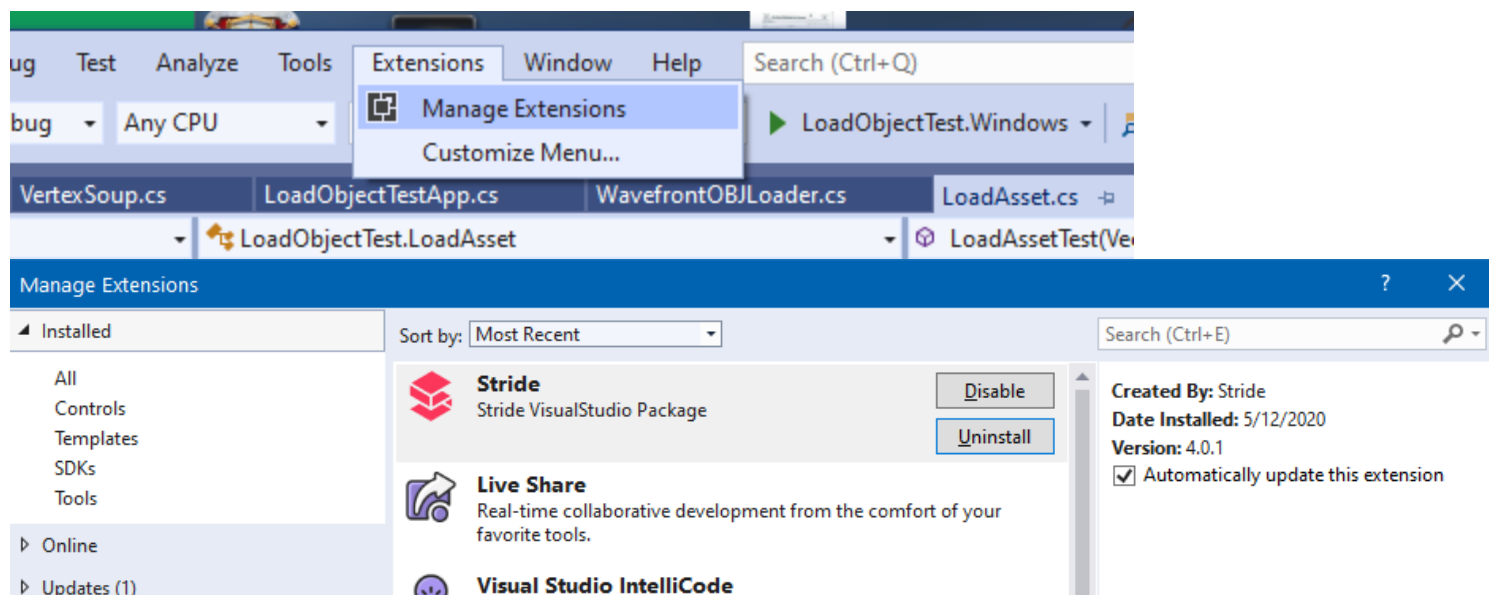 ug Test Analyze Tools Extensions Window Help Search (Ctrl+Q)
Manage Extensions
bug Any CPU LoadObjectTest.Windows
Customize Menu...
VertexSoup.cs LoadObjectTestApp.cs WavefrontOBJLoader.cs LoadAsset.cs
LoadObjectTest.LoadAsset LoadAssetTest(Vec
Manage Extensions ?
Installed Sort by: Most Recent Search (Ctrl+E)
All Stride Disable Created By: Stride
Controls Stride VisualStudio Package Date Installed: 5/12/2020
Templates Uninstall Version: 4.0.1
SDKs Automatically update this extension
Tools Live Share
Real-time collaborative development from the comfort of your
favorite tools.
Online
Updates (1) Visual Studio IntelliCode